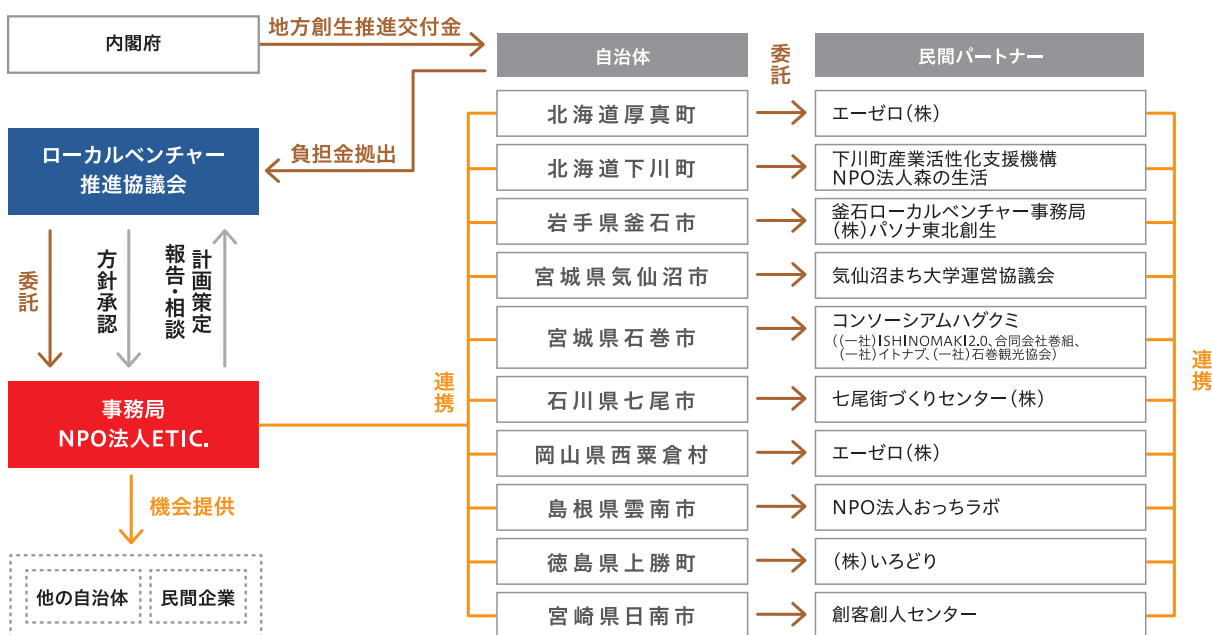 内閣府
地方創生推進交付金
自治体
委託
民間パートナー
ローカルベンチャー
推進協議会
負担金拠出
委託
方針承認
計画策定
報告・相談
事務局
NPO法人ETIC.
機会提供
他の自治体
民間企業
連携
北海道厚真町
エーゼロ(株)
北海道下川町
下川町産業活性化支援機構
NPO法人森の生活
岩手県釜石市
釜石ローカルベンチャー事務局
(株)パソナ東北創生
宮城県気仙沼市
気仙沼まち大学運営協議会
宮城県石巻市
コンソーシアムハグクミ
((一社)ISHINOMAKI2.0、合同会社巻組、
(一社)イトナブ、(一社)石巻観光協会)
石川県七尾市
七尾街づくりセンター(株)
岡山県西粟倉村
エーゼロ(株)
島根県雲南市
NPO法人おっちラボ
徳島県上勝町
(株)いろどり
宮崎県日南市
創客創人センター
連携